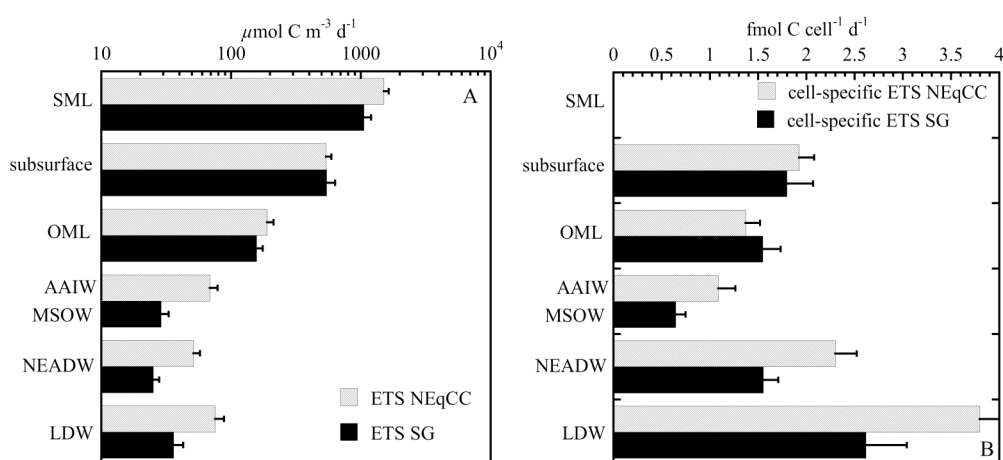 µmol C m⁻³ d⁻¹
10 100 1000 10⁴
SML
subsurface
OML
AAIW
MSOW
NEADW
LDW
A
ETS NEqCC
ETS SG
fmol C cell⁻¹ d⁻¹
0 0.5 1 1.5 2 2.5 3 3.5 4
SML
subsurface
OML
AAIW
MSOW
NEADW
LDW
cell-specific ETS NEqCC
cell-specific ETS SG
B